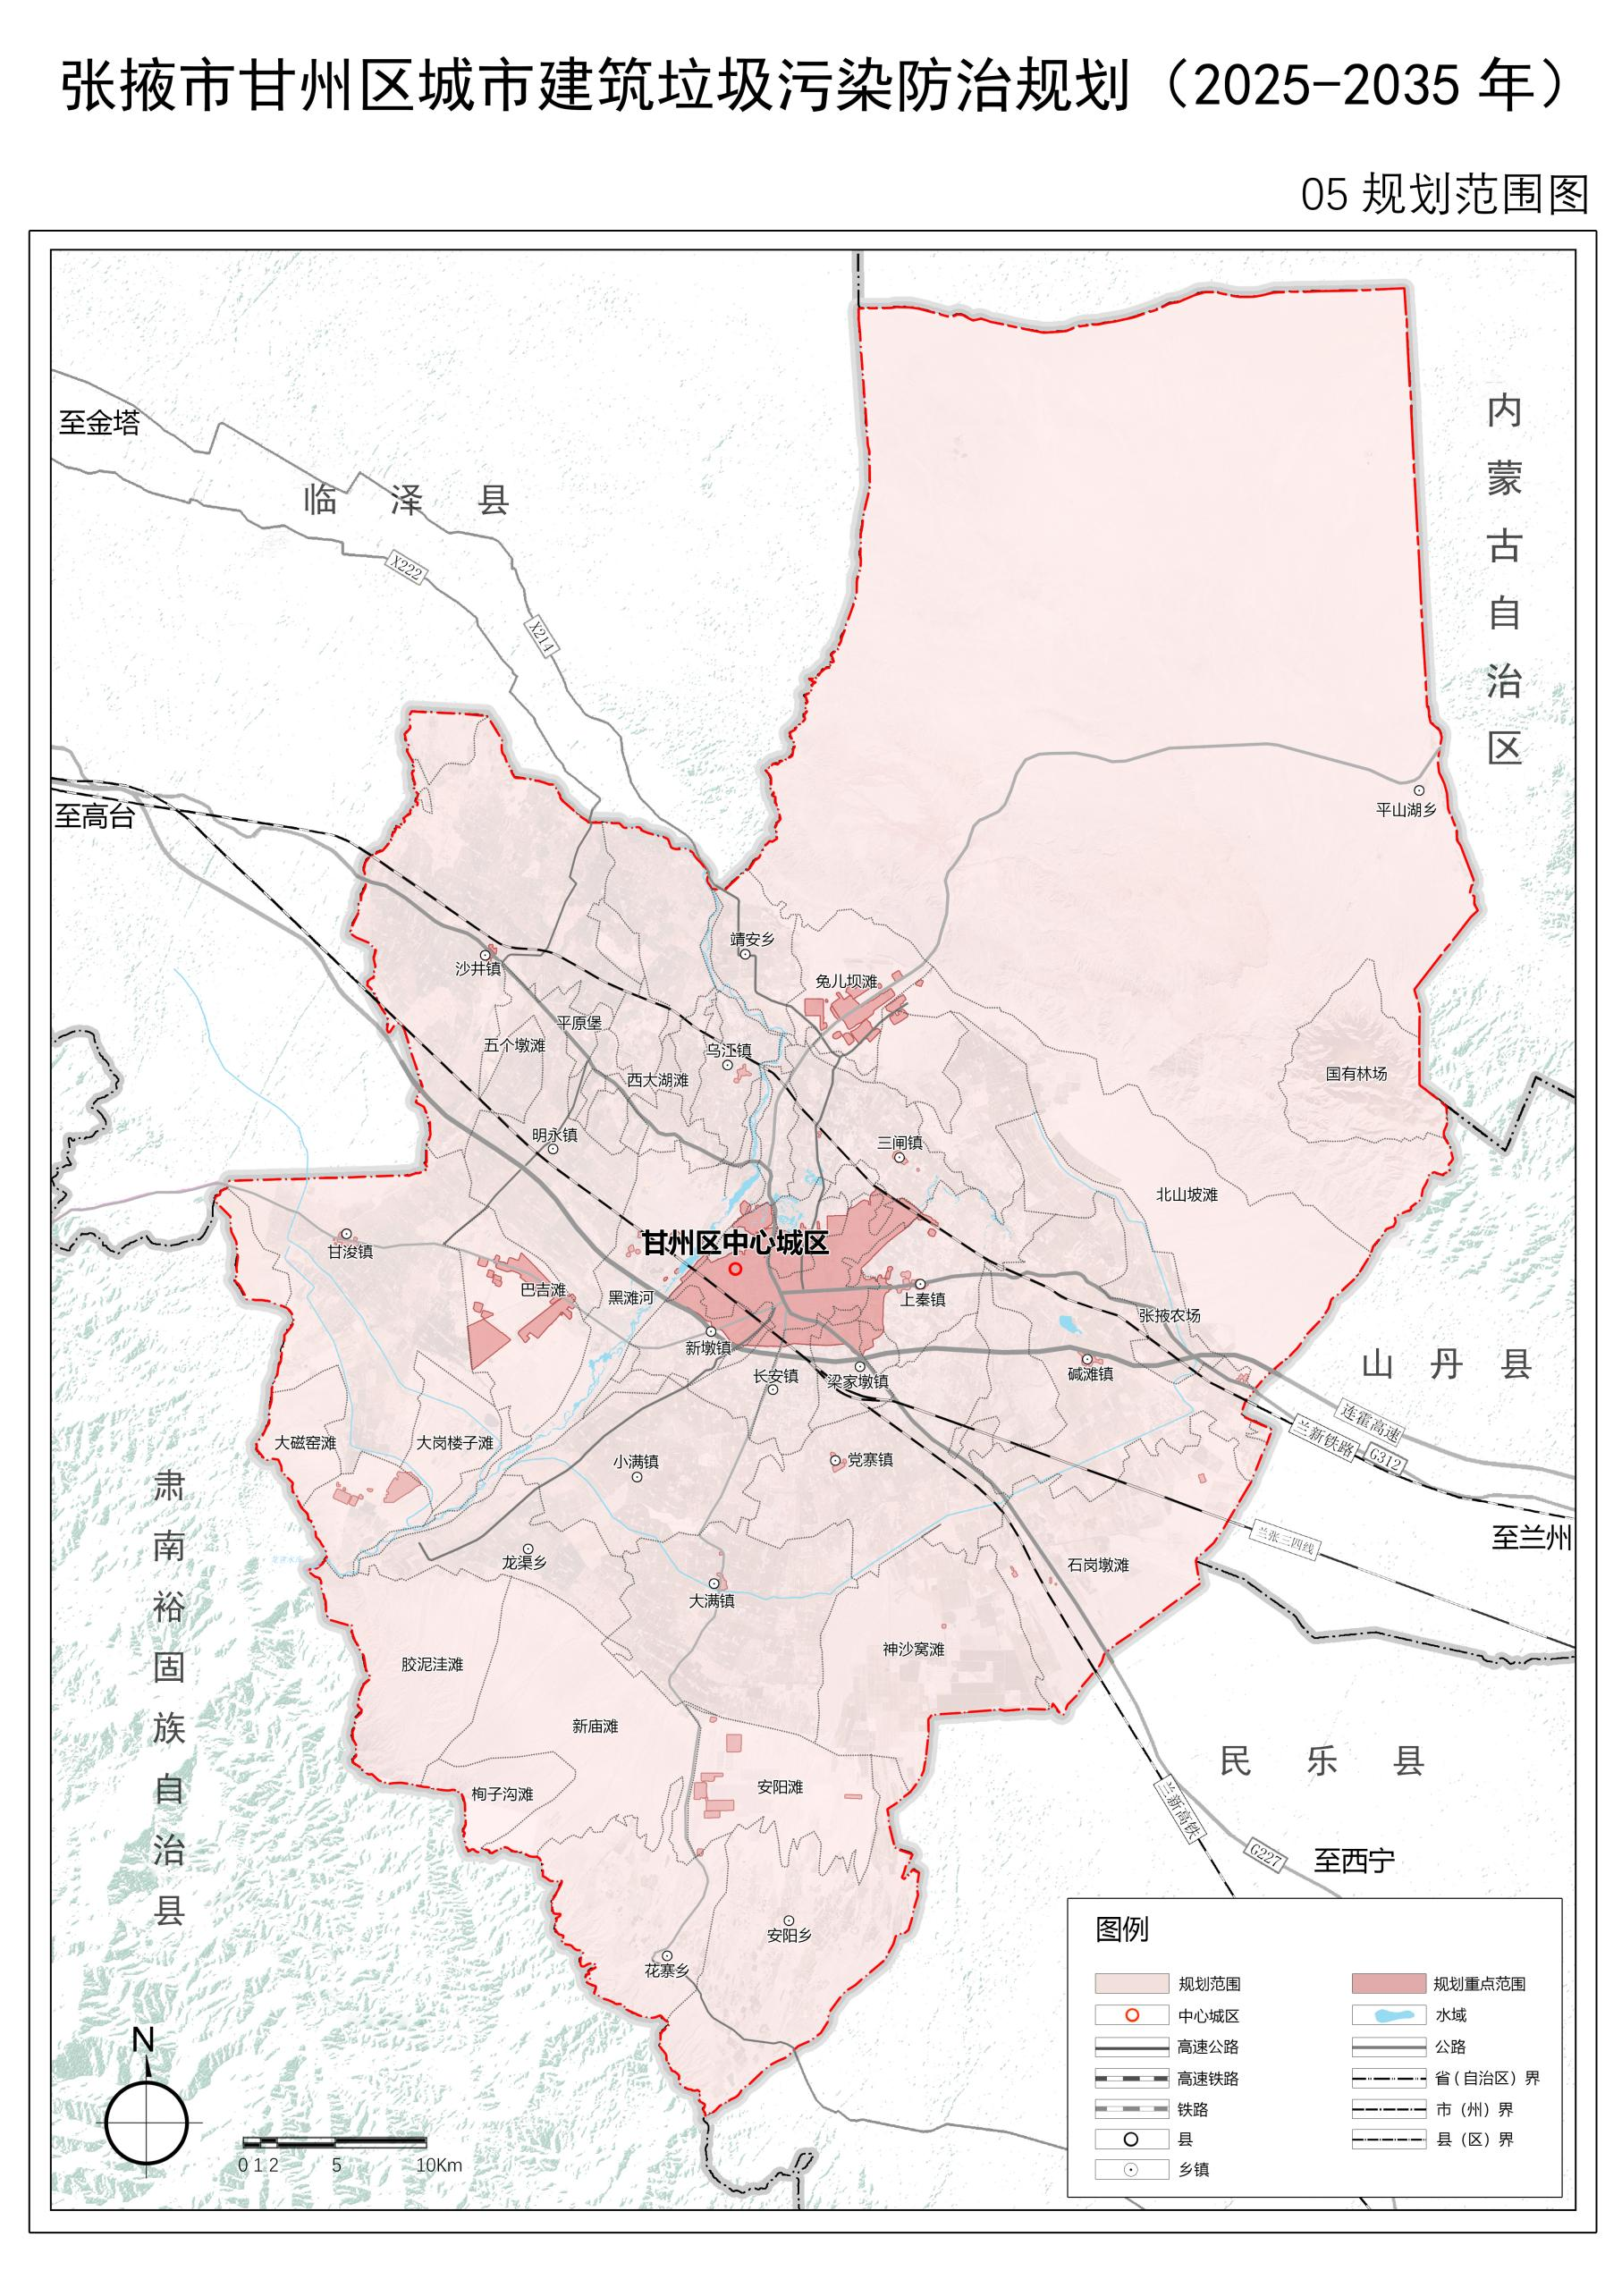 张掖市甘州区城市建筑垃圾污染防治规划（2025-2035 年）
05 规划范围图
内蒙古自治区
至金塔
临泽县
X222
X214
至高台
平山湖乡
靖安乡
沙井镇
兔儿坝滩
平原堡
五个墩滩
乌江镇
西大湖滩
国有林场
明永镇
三闸镇
北山坡滩
甘州区中心城区
甘浚镇
巴吉滩
黑滩河
上秦镇
张掖农场
新墩镇
长安镇
梁家墩镇
碱滩镇
山丹县
连霍高速
兰新铁路
G312
大磁窑滩
大岗楼子滩
小满镇
党寨镇
肃南裕固族自治县
至兰州
兰张三四线
龙渠乡
石岗墩滩
大满镇
神沙窝滩
胶泥洼滩
新庙滩
民乐县
栒子沟滩
安阳滩
兰新高铁
G227
至西宁
安阳乡
花寨乡
图例
规划范围
规划重点范围
中心城区
水域
高速公路
公路
高速铁路
省（自治区）界
铁路
市（州）界
县
县（区）界
乡镇
N
0 1 2 5 10Km